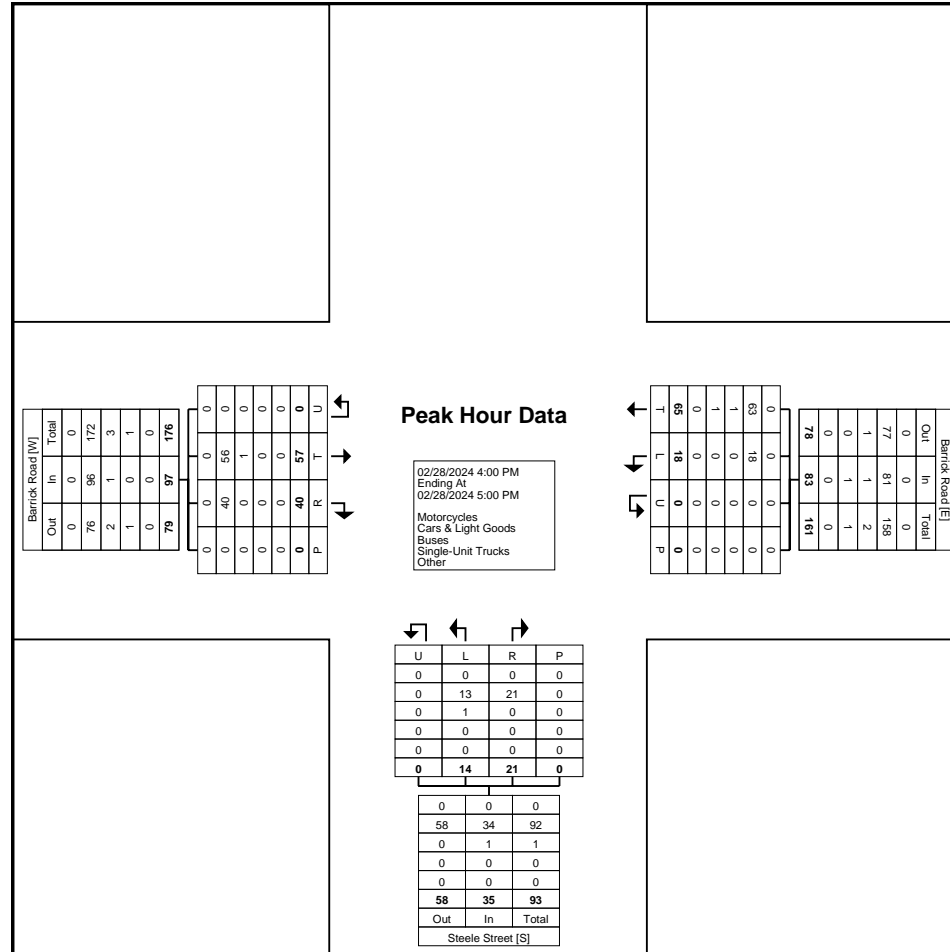 Peak Hour Data
02/28/2024 4:00 PM
Ending At
02/28/2024 5:00 PM
Motorcycles
Cars & Light Goods
Buses
Single-Unit Trucks
Other
Barrick Road [W]
Total 0 172 3 1 0 176
In 0 96 1 0 0 97
Out 0 76 2 1 0 79
0 0 0 0 0 0 U
0 56 1 0 0 57 T
0 40 0 0 0 40 R
0 0 0 0 0 0 P
T 65 0 1 1 63 0
L 18 0 0 0 18 0
U 0 0 0 0 0 0
P 0 0 0 0 0 0
78 0 0 1 77 0 Out
83 0 1 1 81 0 In
161 0 1 2 158 0 Total
Barrick Road [E]
U L R P
0 0 0 0
0 13 21 0
0 1 0 0
0 0 0 0
0 0 0 0
0 14 21 0
0 0 0
58 34 92
0 1 1
0 0 0
0 0 0
58 35 93
Out In Total
Steele Street [S]